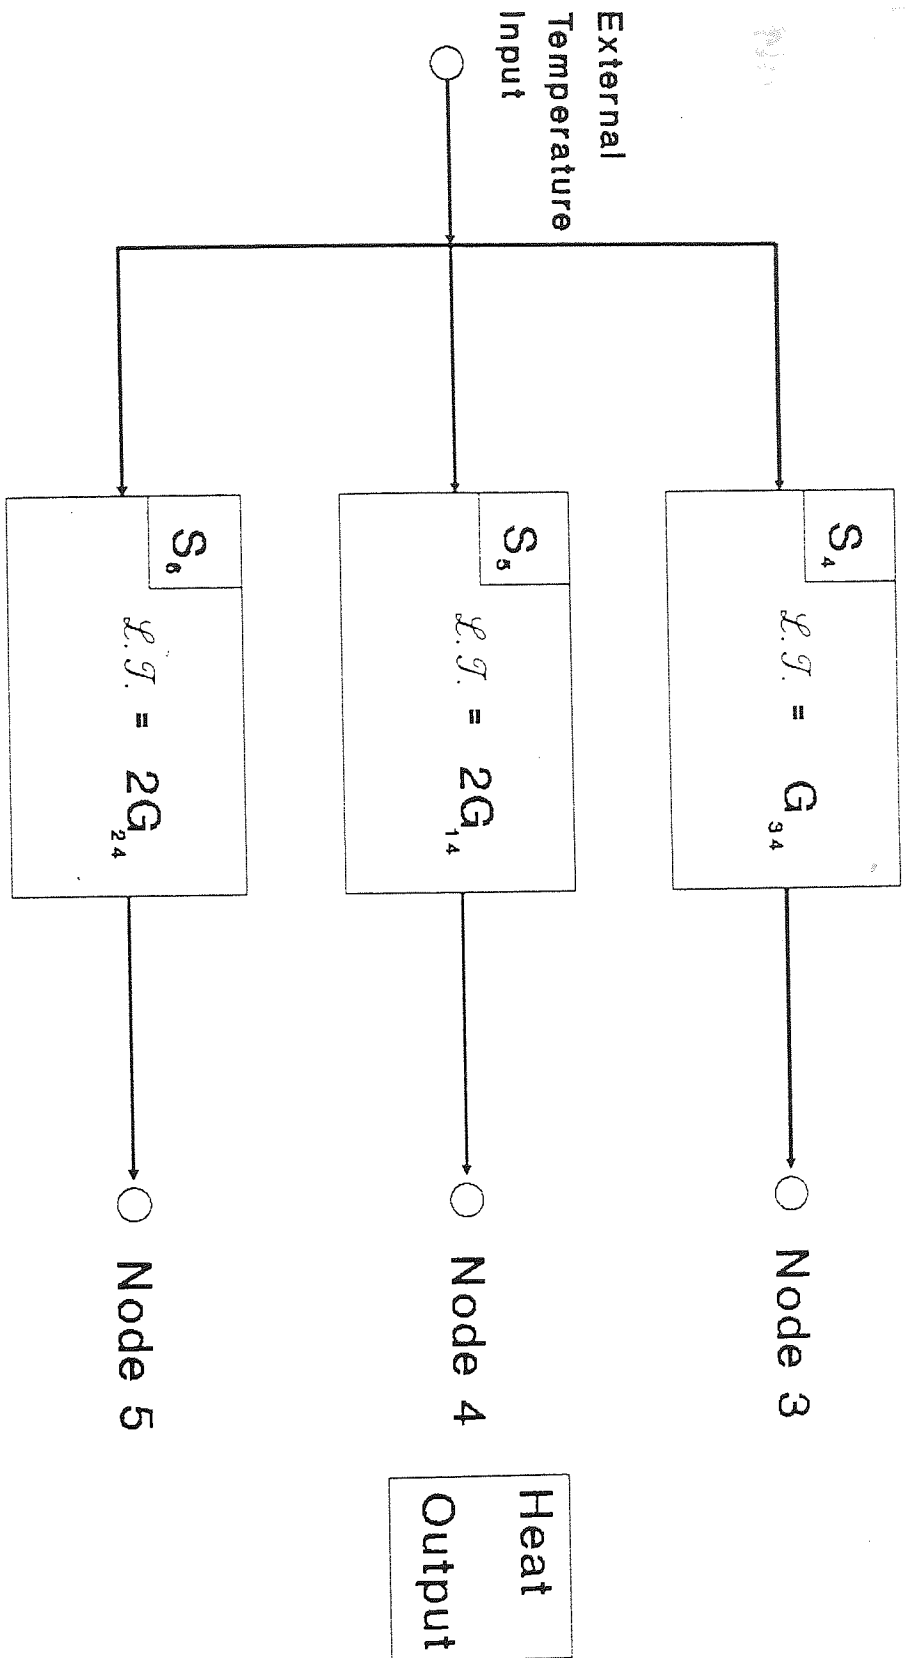 External
Temperature
Input
S₄
ℒ.𝒯. = G₃₄
Node 3
S₅
ℒ.𝒯. = 2G₁₄
Node 4
S₆
ℒ.𝒯. = 2G₂₄
Node 5
Heat
Output